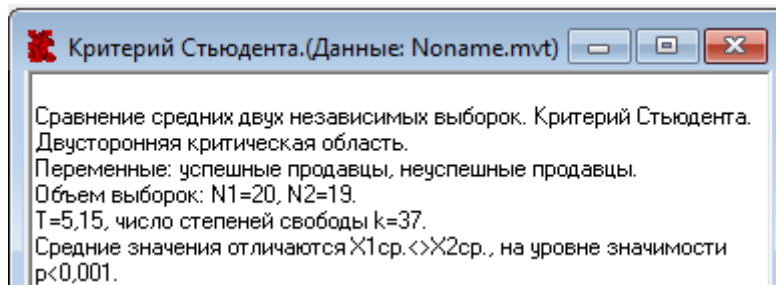 Критерий Стьюдента.(Данные: Noname.mvt)
Сравнение средних двух независимых выборок. Критерий Стьюдента.
Двусторонняя критическая область.
Переменные: успешные продавцы, неуспешные продавцы.
Объем выборок: N1=20, N2=19.
T=5,15, число степеней свободы k=37.
Средние значения отличаются X1ср.<>X2ср., на уровне значимости
p<0,001.